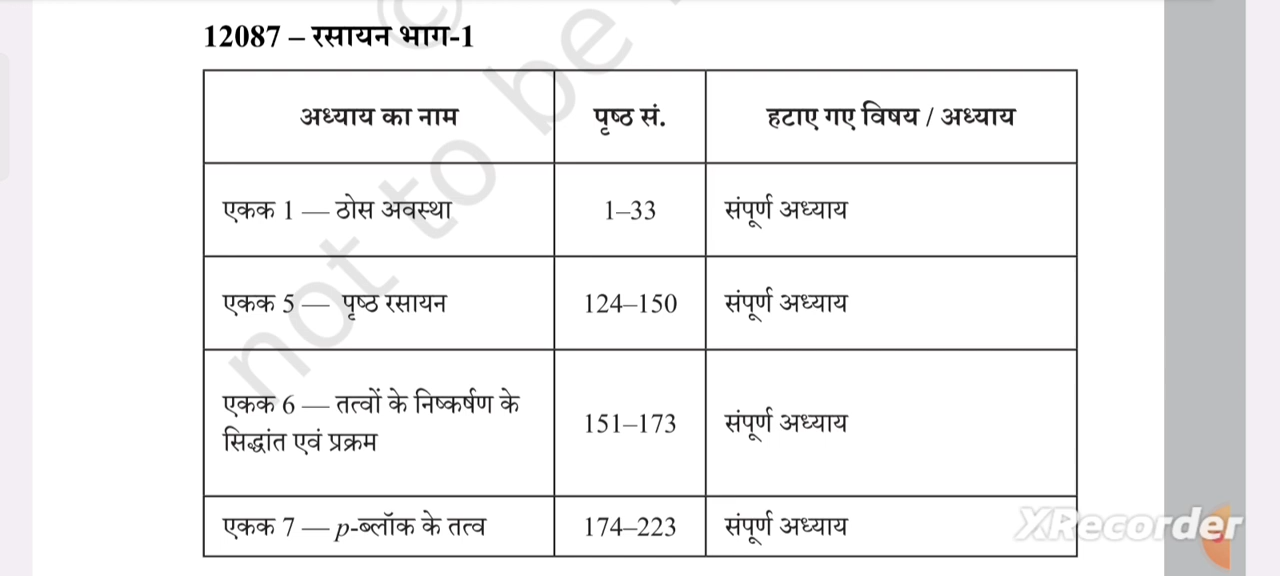 12087 – रसायन भाग-1
अध्याय का नाम
पृष्ठ सं.
हटाए गए विषय / अध्याय
एकक 1 — ठोस अवस्था
1–33
संपूर्ण अध्याय
एकक 5 — पृष्ठ रसायन
124–150
संपूर्ण अध्याय
एकक 6 — तत्वों के निष्कर्षण के
सिद्धांत एवं प्रक्रम
151–173
संपूर्ण अध्याय
एकक 7 — p-ब्लॉक के तत्व
174–223
संपूर्ण अध्याय
©
not to be
XRecorder